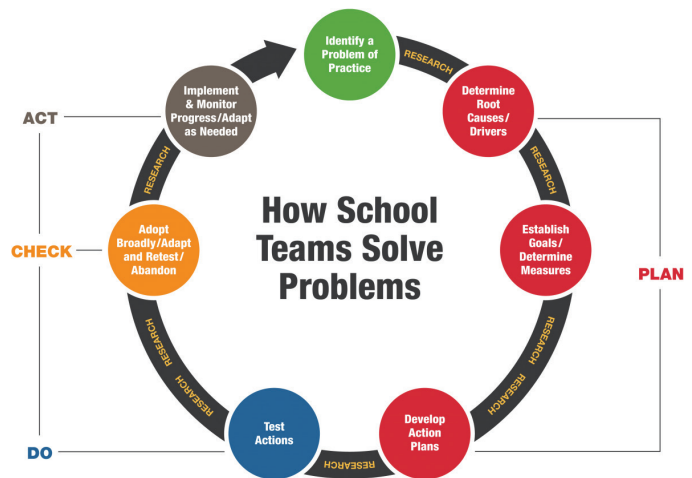 How School
Teams Solve
Problems
Identify a
Problem of
Practice
RESEARCH
Determine
Root
Causes/
Drivers
RESEARCH
Establish
Goals/
Determine
Measures
RESEARCH
RESEARCH
Develop
Action
Plans
RESEARCH
Test
Actions
RESEARCH
RESEARCH
Adopt
Broadly/Adapt
and Retest/
Abandon
RESEARCH
Implement
& Monitor
Progress/Adapt
as Needed
PLAN
DO
CHECK
ACT